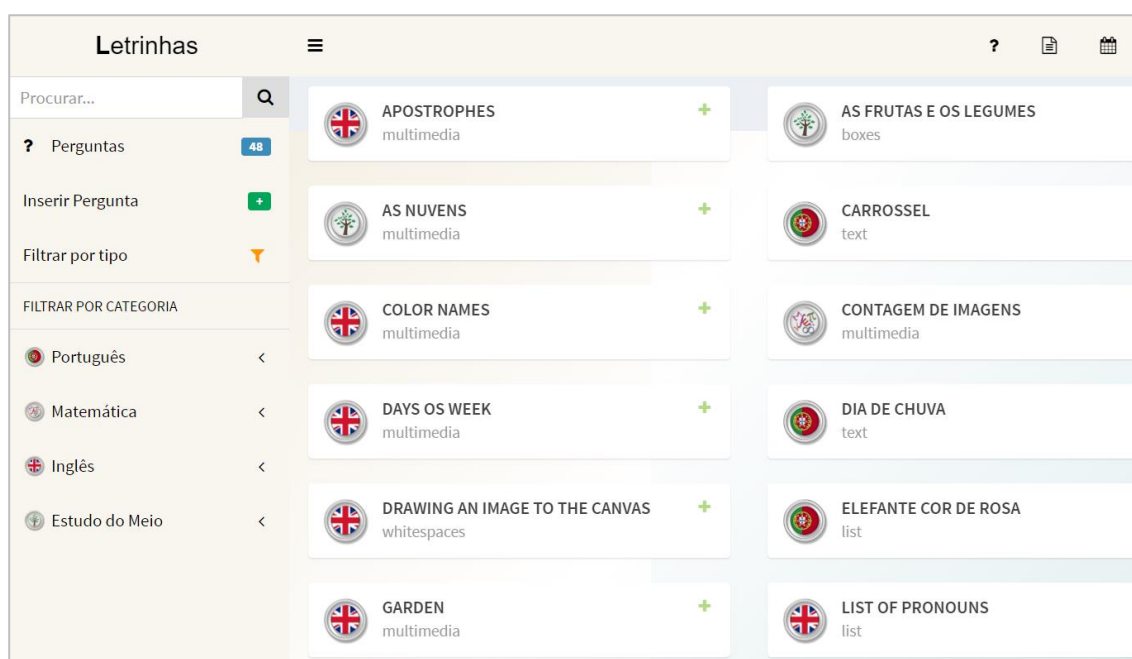 Letrinhas
?
Procurar...
? Perguntas 48
Inserir Pergunta +
Filtrar por tipo
FILTRAR POR CATEGORIA
Português
Matemática
Inglês
Estudo do Meio
APOSTROPHES
multimedia
AS FRUTAS E OS LEGUMES
boxes
AS NUVENS
multimedia
CARROSSEL
text
COLOR NAMES
multimedia
CONTAGEM DE IMAGENS
multimedia
DAYS OS WEEK
multimedia
DIA DE CHUVA
text
DRAWING AN IMAGE TO THE CANVAS
whitespaces
ELEFANTE COR DE ROSA
list
GARDEN
multimedia
LIST OF PRONOUNS
list